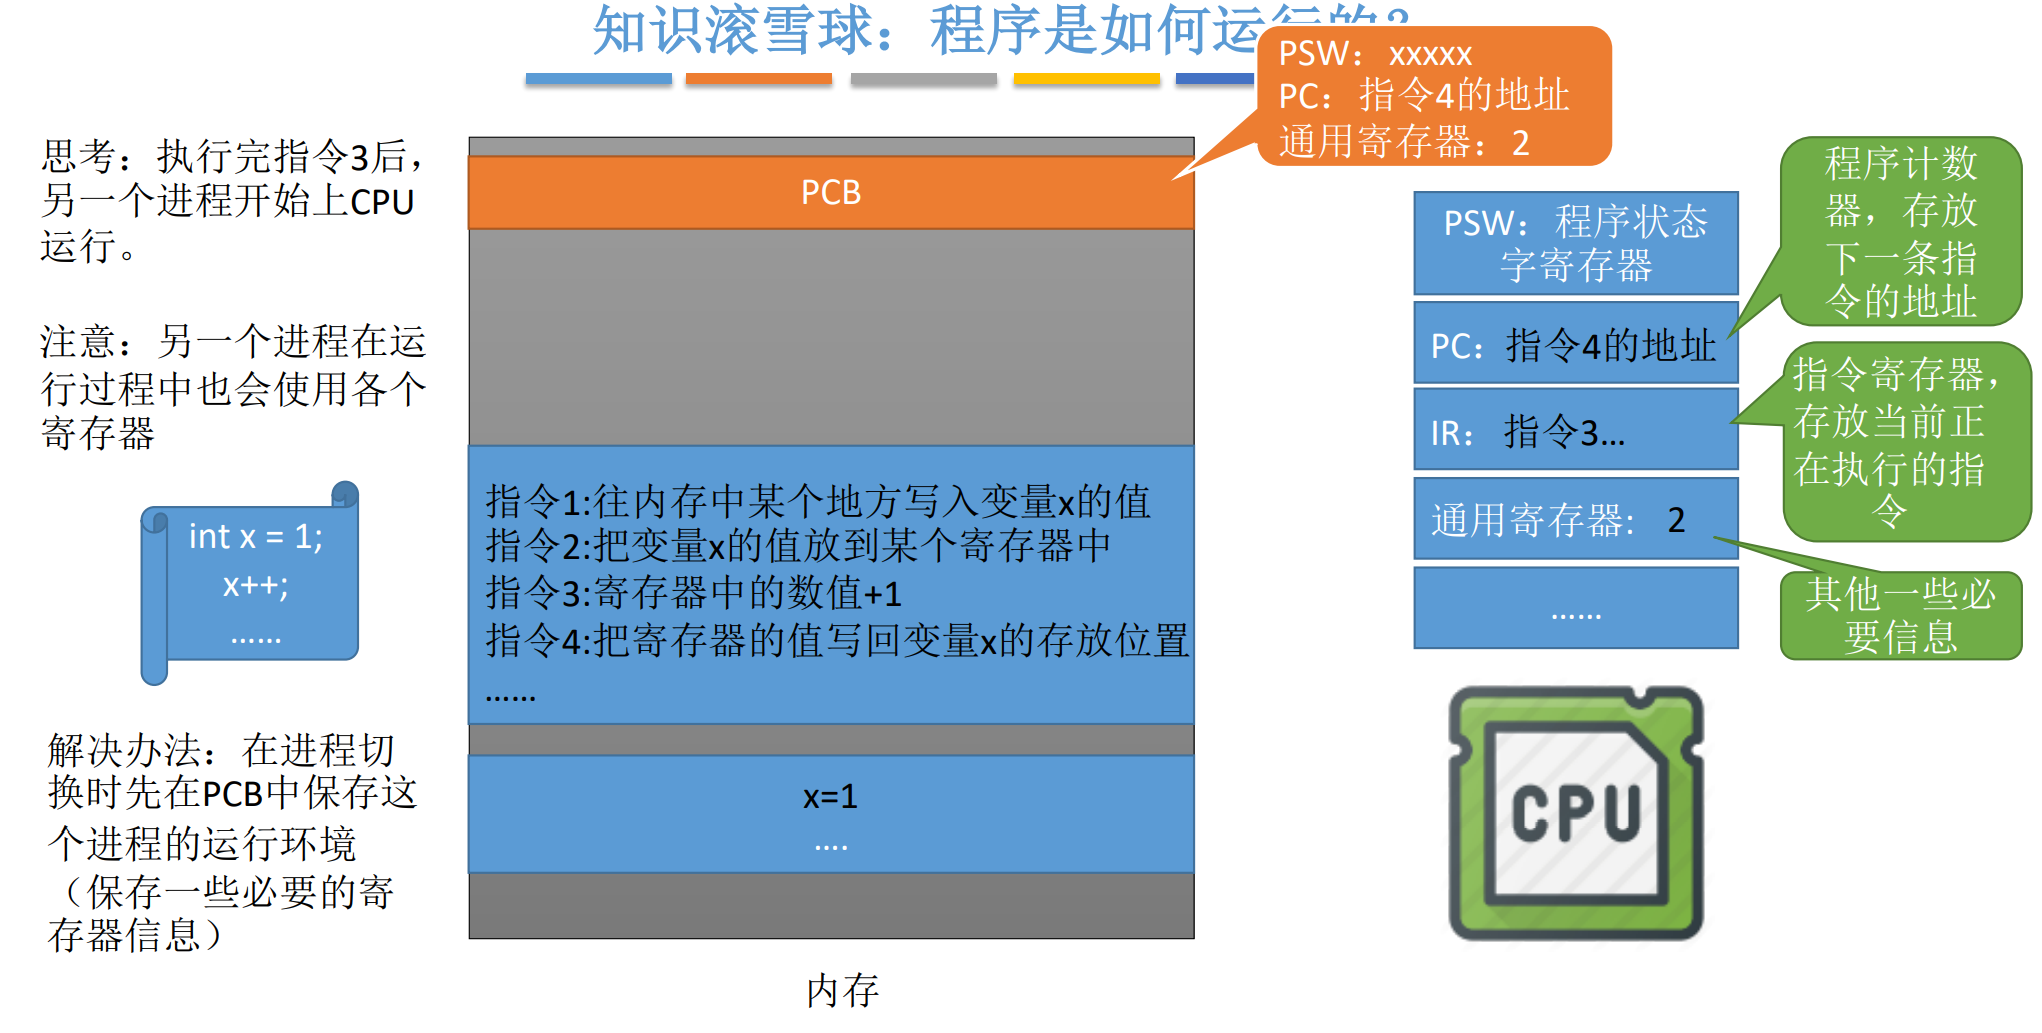 知识滚雪球：程序是如何运行的？
思考：执行完指令3后，
另一个进程开始上CPU
运行。
注意：另一个进程在运
行过程中也会使用各个
寄存器
int x = 1;
x++;
……
解决办法：在进程切
换时先在PCB中保存这
个进程的运行环境
（保存一些必要的寄
存器信息）
PCB
指令1:往内存中某个地方写入变量x的值
指令2:把变量x的值放到某个寄存器中
指令3:寄存器中的数值+1
指令4:把寄存器的值写回变量x的存放位置
……
x=1
....
内存
PSW：xxxxx
PC：指令4的地址
通用寄存器：2
PSW：程序状态
字寄存器
PC：指令4的地址
IR：指令3...
通用寄存器：2
……
程序计数
器，存放
下一条指
令的地址
指令寄存器，
存放当前正
在执行的指
令
其他一些必
要信息
CPU